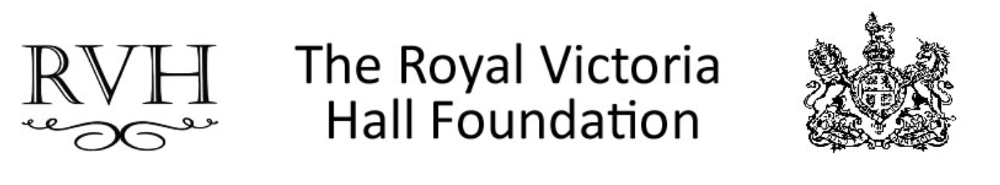 RVH
The Royal Victoria
Hall Foundation